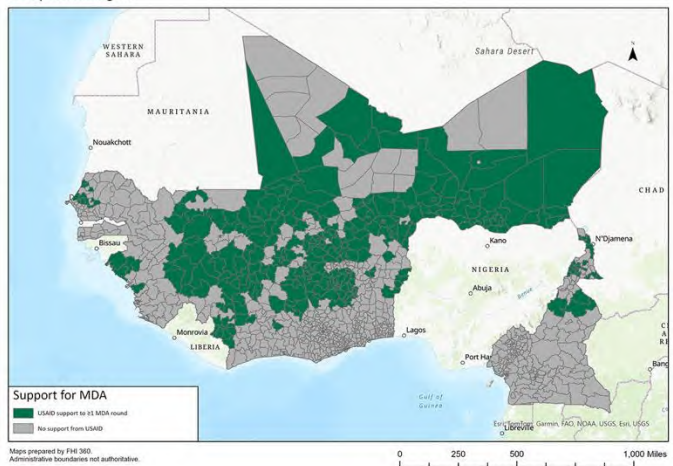 WESTERN
SAHARA
Sahara Desert
N
MAURITANIA
Nouakchott
CHAD
Bissau
Kano
N'Djamena
NIGERIA
Abuja
Benue
Monrovia
LIBERIA
Lagos
Port Ha
Gulf of
Guinea
Libreville
Bang
Support for MDA
USAID support to ≥1 MDA round
No support from USAID
Esri, TomTom, Garmin, FAO, NOAA, USGS, Esri, USGS
Maps prepared by FHI 360.
Administrative boundaries not authoritative.
0 250 500 1,000 Miles